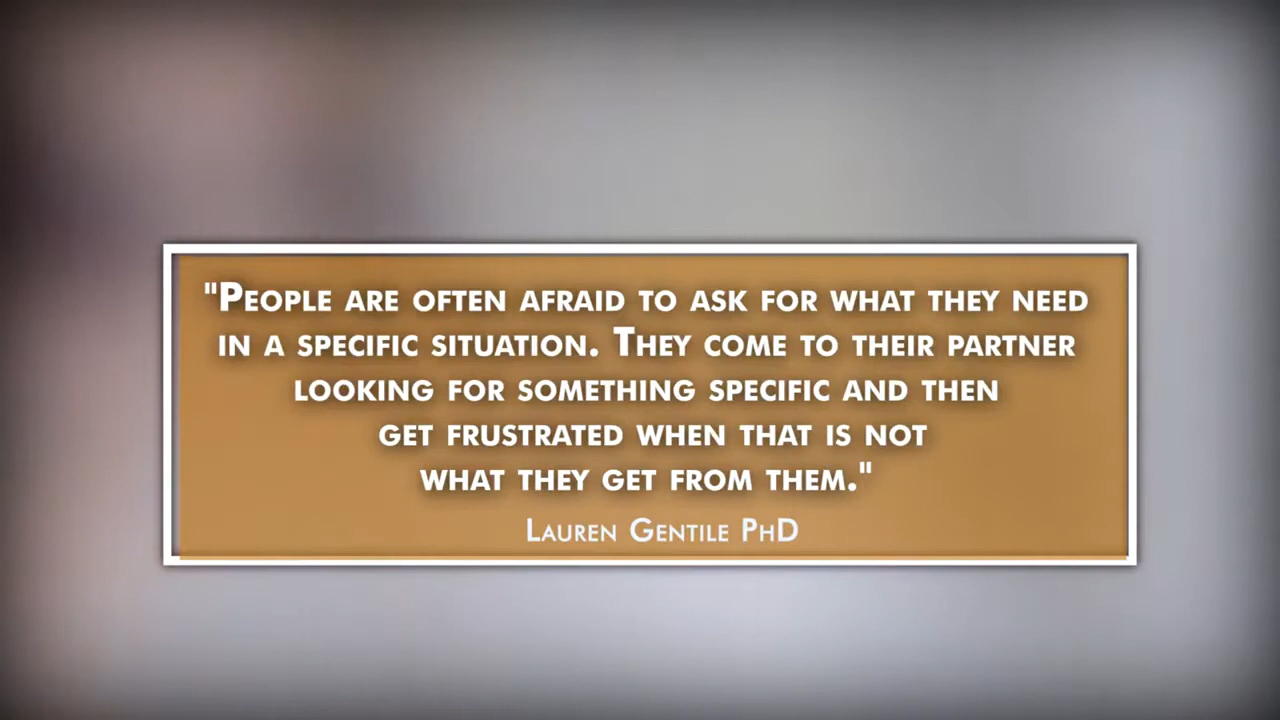 "People are often afraid to ask for what they need
in a specific situation. They come to their partner
looking for something specific and then
get frustrated when that is not
what they get from them."
Lauren Gentile PhD